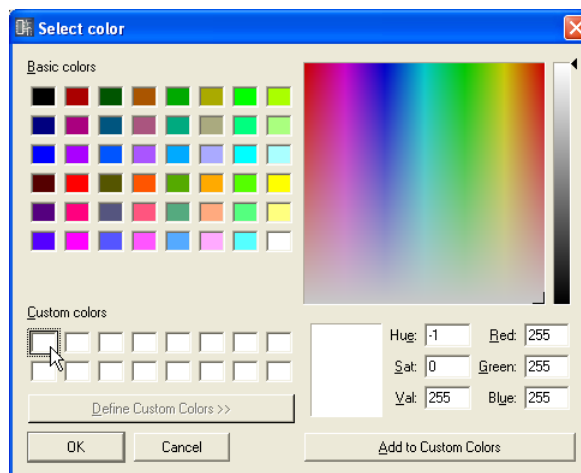 Select color
Basic colors
Custom colors
Define Custom Colors >>
OK
Cancel
Hue: -1
Red: 255
Sat: 0
Green: 255
Val: 255
Blue: 255
Add to Custom Colors